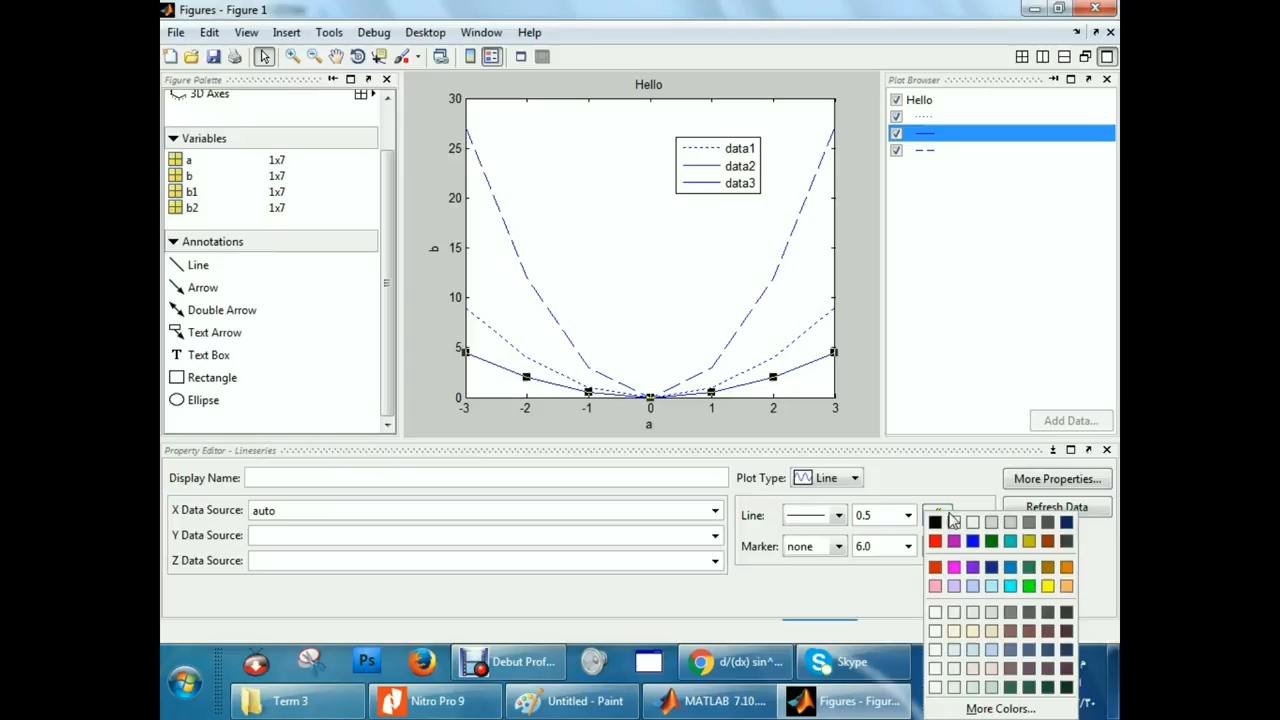 Figures - Figure 1
File Edit View Insert Tools Debug Desktop Window Help
Figure Palette
3D Axes
Variables
a 1x7
b 1x7
b1 1x7
b2 1x7
Annotations
Line
Arrow
Double Arrow
Text Arrow
T Text Box
Rectangle
Ellipse
Hello
30
25
20
15
10
5
0
b
-3 -2 -1 0 1 2 3
a
data1
data2
data3
Plot Browser
Hello
Add Data...
Property Editor - Lineseries
Display Name:
X Data Source: auto
Y Data Source:
Z Data Source:
Plot Type: Line
Line: 0.5
Marker: none 6.0
More Properties...
Refresh Data
More Colors...
Ps
Debut Prof...
d/(dx) sin^...
Skype
Term 3
Nitro Pro 9
Untitled - Paint
MATLAB 7.10....
Figures - Figur...